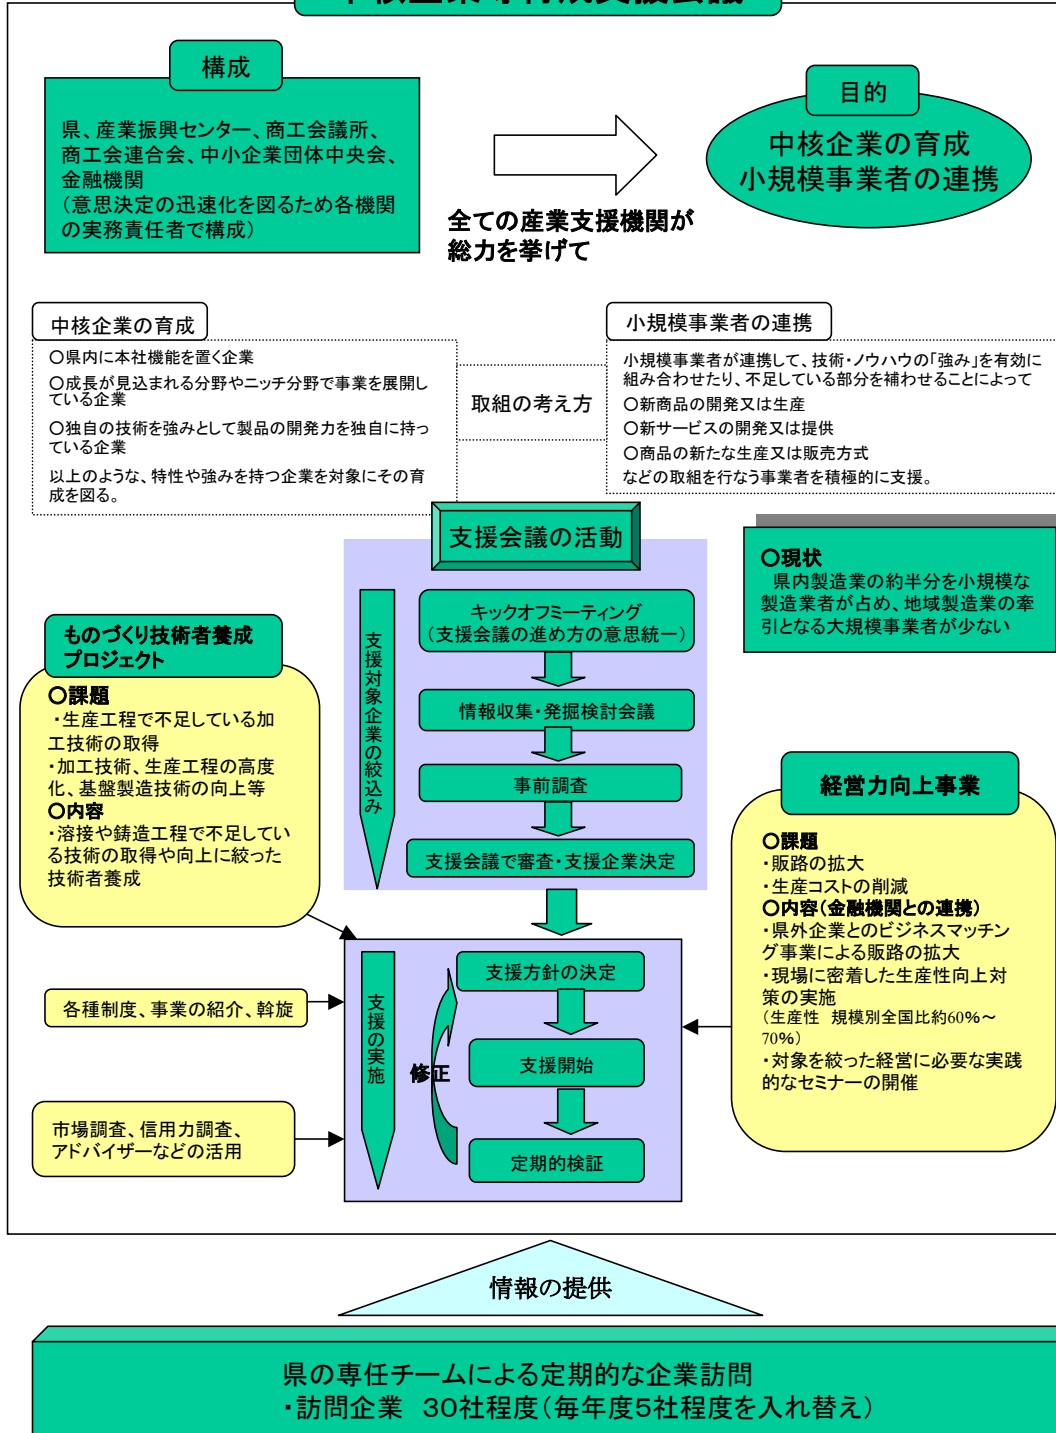 中核企業等育成支援会議
構成
県、産業振興センター、商工会議所、
商工会連合会、中小企業団体中央会、
金融機関
(意思決定の迅速化を図るため各機関
の実務責任者で構成)
全ての産業支援機関が
総力を挙げて
目的
中核企業の育成
小規模事業者の連携
中核企業の育成
○県内に本社機能を置く企業
○成長が見込まれる分野やニッチ分野で事業を展開し
ている企業
○独自の技術を強みとして製品の開発力を独自に持っ
ている企業
以上のような、特性や強みを持つ企業を対象にその育
成を図る。
取組の考え方
小規模事業者の連携
小規模事業者が連携して、技術・ノウハウの「強み」を有効に
組み合わせたり、不足している部分を補わせることによって
○新商品の開発又は生産
○新サービスの開発又は提供
○商品の新たな生産又は販売方式
などの取組を行なう事業者を積極的に支援。
支援会議の活動
支援対象企業の絞込み
キックオフミーティング
(支援会議の進め方の意思統一)
情報収集・発掘検討会議
事前調査
支援会議で審査・支援企業決定
○現状
県内製造業の約半分を小規模な
製造業者が占め、地域製造業の牽
引となる大規模事業者が少ない
ものづくり技術者養成
プロジェクト
○課題
・生産工程で不足している加
工技術の取得
・加工技術、生産工程の高度
化、基盤製造技術の向上等
○内容
・溶接や鋳造工程で不足してい
る技術の取得や向上に絞った
技術者養成
経営力向上事業
○課題
・販路の拡大
・生産コストの削減
○内容(金融機関との連携)
・県外企業とのビジネスマッチン
グ事業による販路の拡大
・現場に密着した生産性向上対
策の実施
(生産性 規模別全国比約60%～
70%)
・対象を絞った経営に必要な実践
的なセミナーの開催
各種制度、事業の紹介、斡旋
市場調査、信用力調査、
アドバイザーなどの活用
支援の実施
修正
支援方針の決定
支援開始
定期的検証
情報の提供
県の専任チームによる定期的な企業訪問
・訪問企業 30社程度(毎年度5社程度を入れ替え)